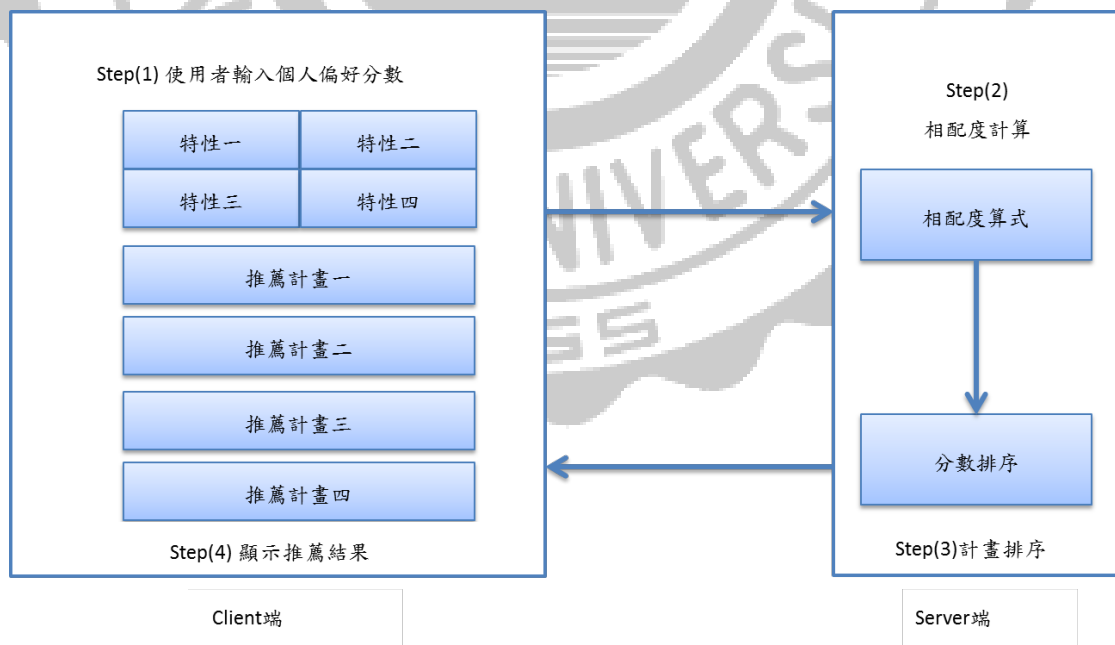 Step(1) 使用者輸入個人偏好分數
特性一
特性二
特性三
特性四
推薦計畫一
推薦計畫二
推薦計畫三
推薦計畫四
Step(4) 顯示推薦結果
Client端
Step(2)
相配度計算
相配度算式
分數排序
Step(3)計畫排序
Server端